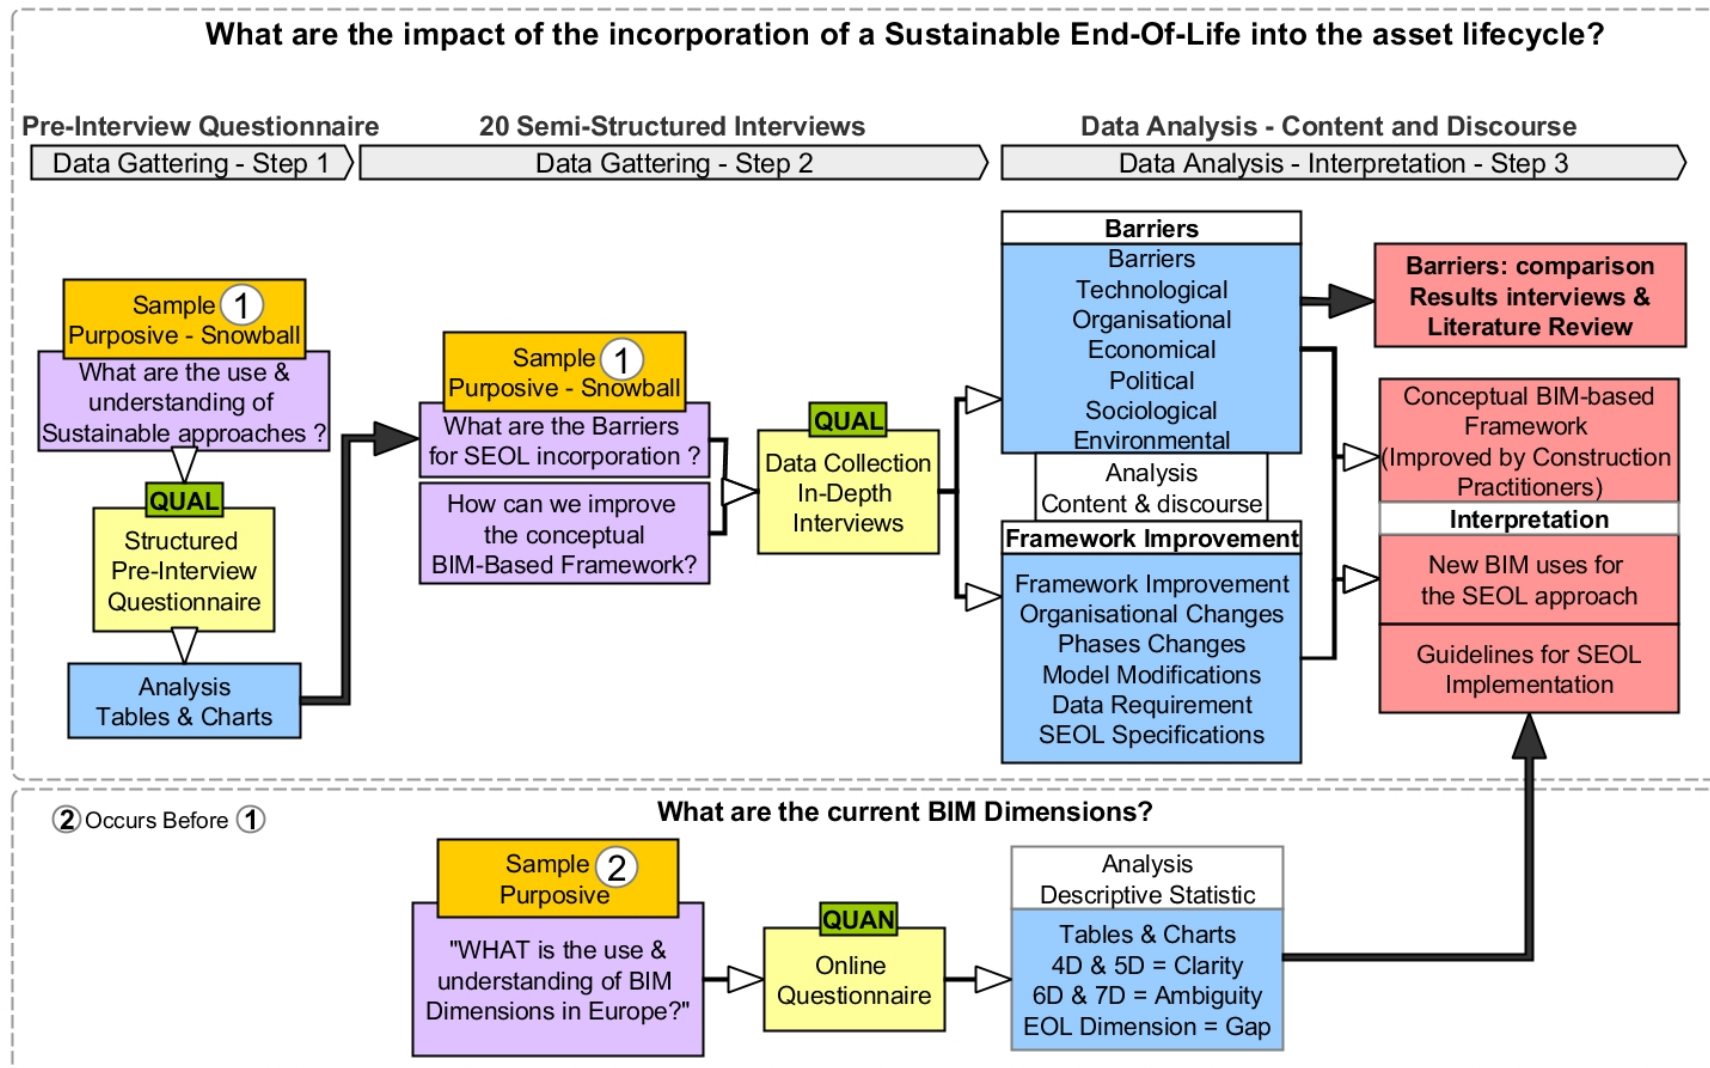 What are the impact of the incorporation of a Sustainable End-Of-Life into the asset lifecycle?
Pre-Interview Questionnaire
20 Semi-Structured Interviews
Data Analysis - Content and Discourse
Data Gattering - Step 1
Data Gattering - Step 2
Data Analysis - Interpretation - Step 3
Sample 1
Purposive - Snowball
What are the use &
understanding of
Sustainable approaches ?
QUAL
Structured
Pre-Interview
Questionnaire
Analysis
Tables & Charts
Sample 1
Purposive - Snowball
What are the Barriers
for SEOL incorporation ?
How can we improve
the conceptual
BIM-Based Framework?
QUAL
Data Collection
In-Depth
Interviews
Barriers
Barriers
Technological
Organisational
Economical
Political
Sociological
Environmental
Analysis
Content & discourse
Framework Improvement
Framework Improvement
Organisational Changes
Phases Changes
Model Modifications
Data Requirement
SEOL Specifications
Barriers: comparison
Results interviews &
Literature Review
Conceptual BIM-based
Framework
(Improved by Construction
Practitioners)
Interpretation
New BIM uses for
the SEOL approach
Guidelines for SEOL
Implementation
2 Occurs Before 1
What are the current BIM Dimensions?
Sample 2
Purposive
"WHAT is the use &
understanding of BIM
Dimensions in Europe?"
QUAN
Online
Questionnaire
Analysis
Descriptive Statistic
Tables & Charts
4D & 5D = Clarity
6D & 7D = Ambiguity
EOL Dimension = Gap